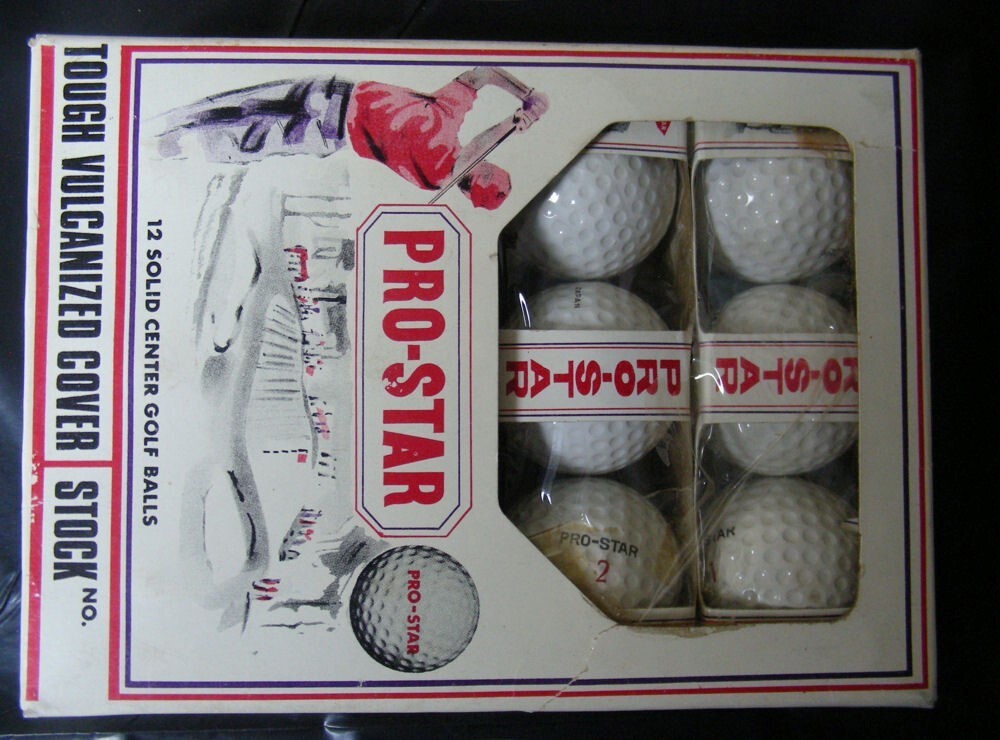 PRO-STAR
12 SOLID CENTER GOLF BALLS
TOUGH VULCANIZED COVER STOCK NO.
PRO-STAR
PRO-STAR
PRO-STAR
JAPAN
PRO-STAR
2